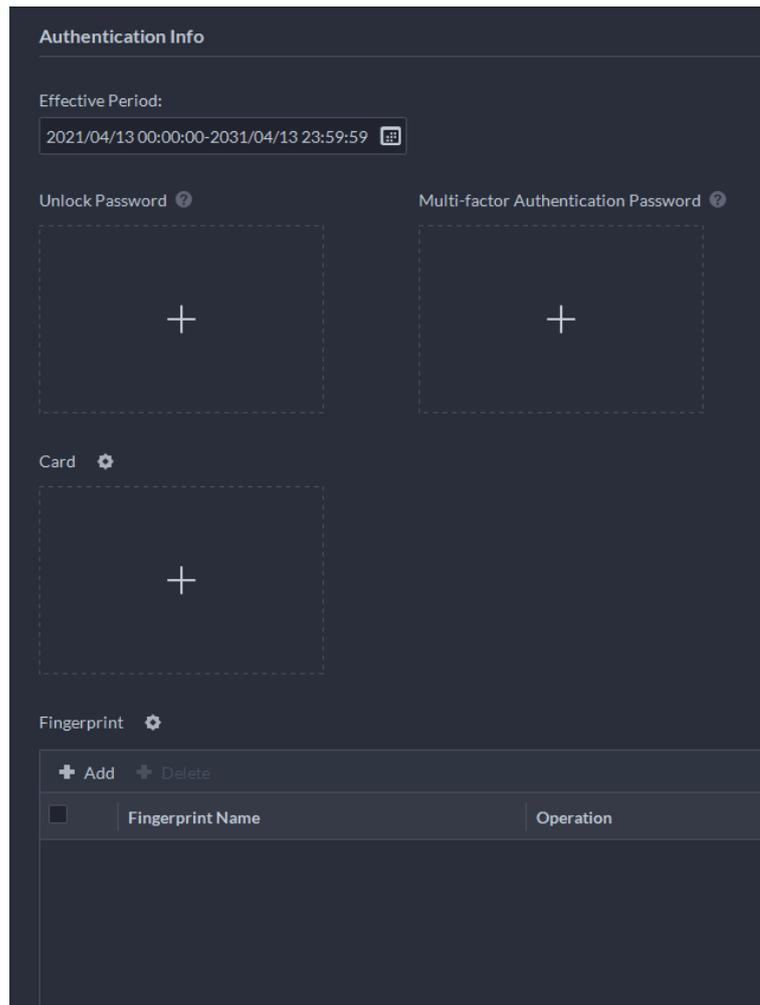 Authentication Info
Effective Period:
2021/04/13 00:00:00-2031/04/13 23:59:59
Unlock Password ?
Multi-factor Authentication Password ?
Card
Fingerprint
Add
Delete
Fingerprint Name
Operation